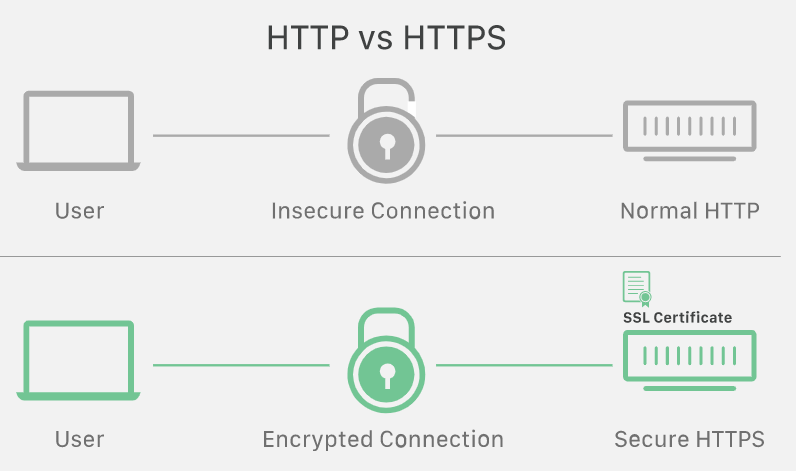 HTTP vs HTTPS
User
Insecure Connection
Normal HTTP
SSL Certificate
User
Encrypted Connection
Secure HTTPS